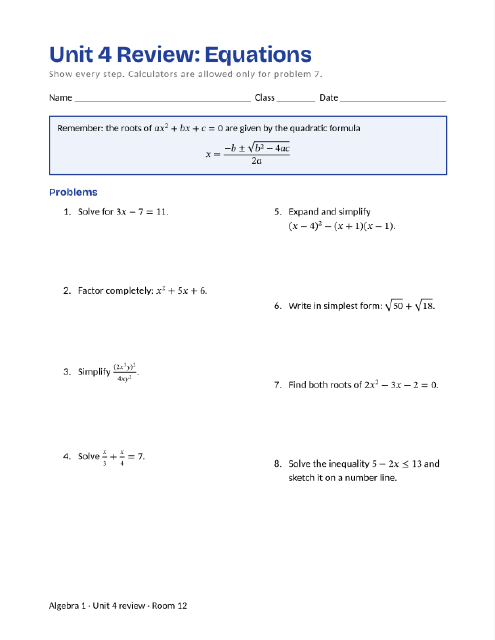 Unit 4 Review: Equations
Show every step. Calculators are allowed only for problem 7.
Name Class Date
Remember: the roots of ax² + bx + c = 0 are given by the quadratic formula
x = (−b ± √(b² − 4ac)) / 2a
Problems
1. Solve for 3x − 7 = 11.
2. Factor completely: x² + 5x + 6.
3. Simplify (2x³y)² / 4xy².
4. Solve x/3 + x/4 = 7.
5. Expand and simplify
(x − 4)² − (x + 1)(x − 1).
6. Write in simplest form: √50 + √18.
7. Find both roots of 2x² − 3x − 2 = 0.
8. Solve the inequality 5 − 2x ≤ 13 and
sketch it on a number line.
Algebra 1 · Unit 4 review · Room 12